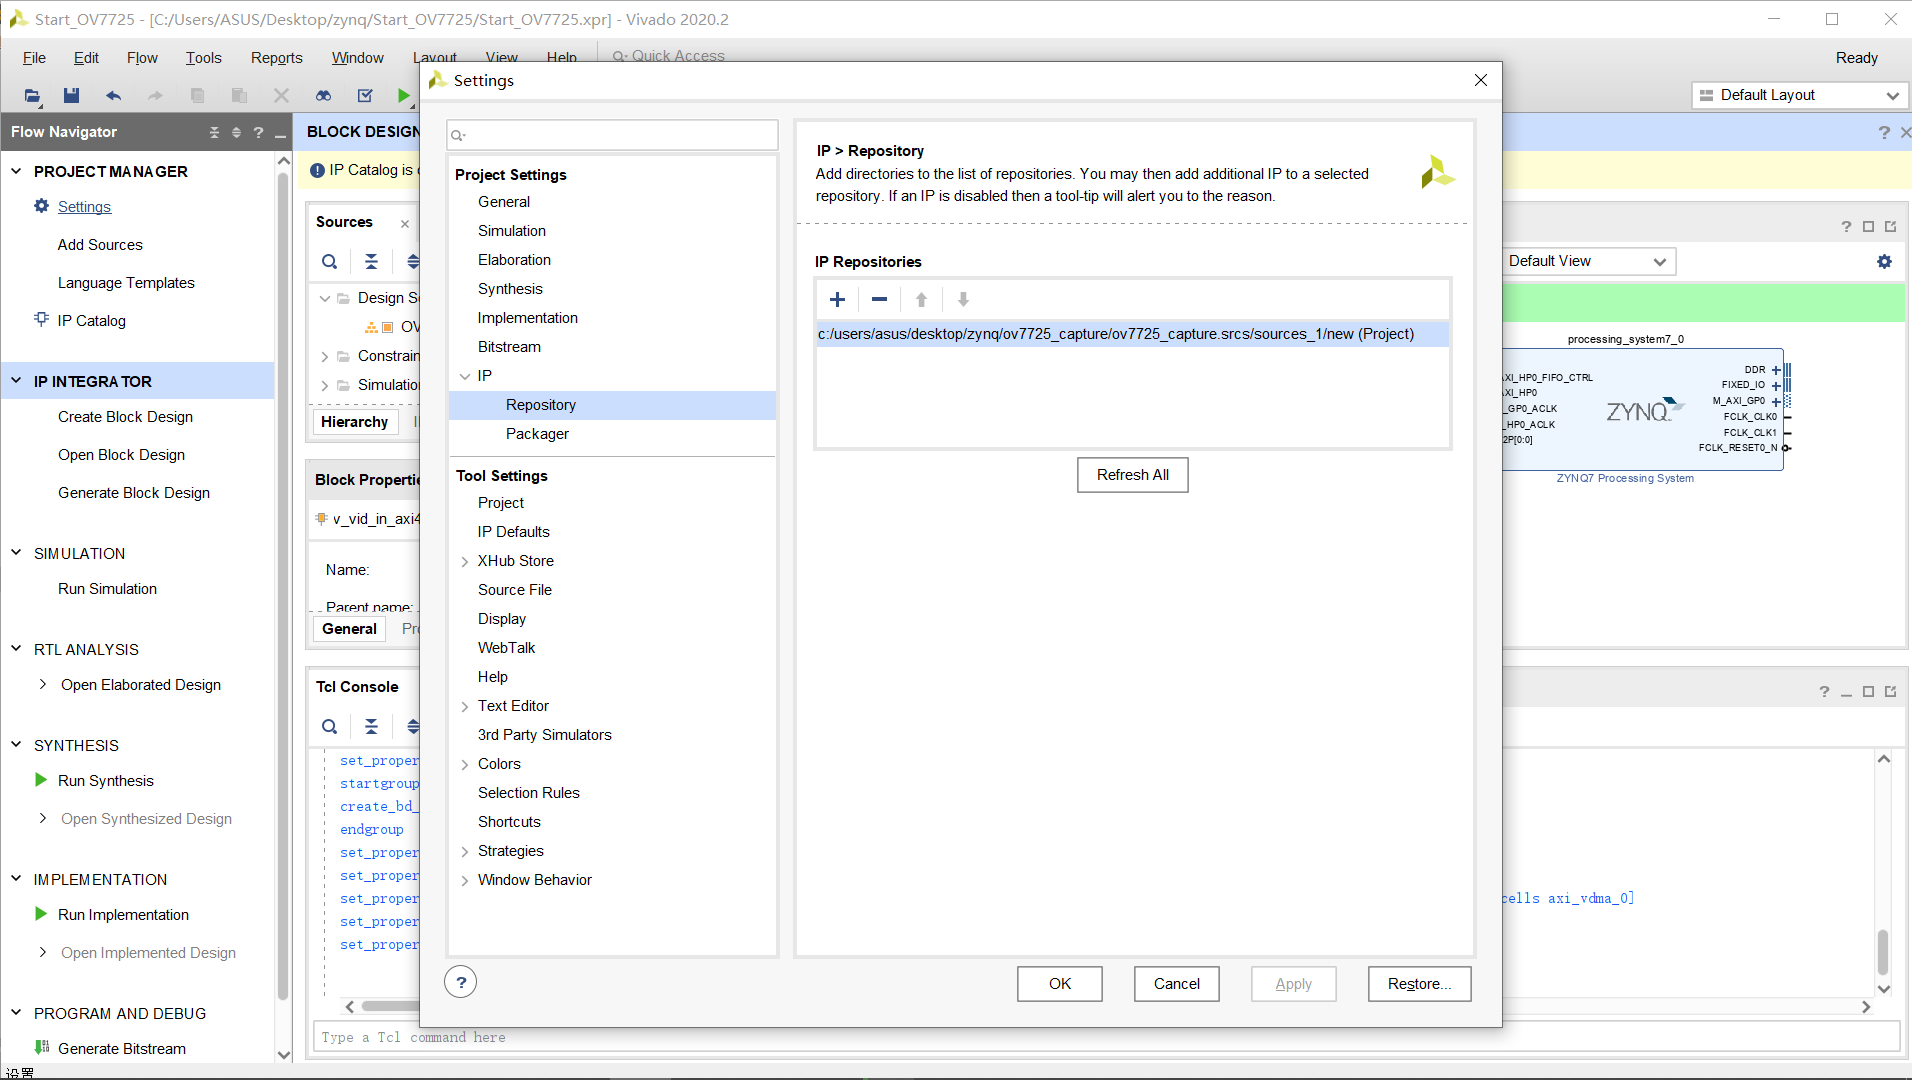 Start_OV7725 - [C:/Users/ASUS/Desktop/zynq/Start_OV7725/Start_OV7725.xpr] - Vivado 2020.2
File Edit Flow Tools Reports Window Layout View Help Quick Access
Ready
Default Layout
Flow Navigator
PROJECT MANAGER
Settings
Add Sources
Language Templates
IP Catalog
IP INTEGRATOR
Create Block Design
Open Block Design
Generate Block Design
SIMULATION
Run Simulation
RTL ANALYSIS
Open Elaborated Design
SYNTHESIS
Run Synthesis
Open Synthesized Design
IMPLEMENTATION
Run Implementation
Open Implemented Design
PROGRAM AND DEBUG
Generate Bitstream
设置
BLOCK DESIGN
IP Catalog is
Sources
Design S
OV
Constrain
Simulatio
Hierarchy
Block Properti
v_vid_in_axi4
Name:
Parent name:
General Pr
Tcl Console
set_proper
startgroup
create_bd_
endgroup
set_proper
set_proper
set_proper
set_proper
set_proper
Type a Tcl command here
Settings
Project Settings
General
Simulation
Elaboration
Synthesis
Implementation
Bitstream
IP
Repository
Packager
Tool Settings
Project
IP Defaults
XHub Store
Source File
Display
WebTalk
Help
Text Editor
3rd Party Simulators
Colors
Selection Rules
Shortcuts
Strategies
Window Behavior
IP > Repository
Add directories to the list of repositories. You may then add additional IP to a selected
repository. If an IP is disabled then a tool-tip will alert you to the reason.
IP Repositories
c:/users/asus/desktop/zynq/ov7725_capture/ov7725_capture.srcs/sources_1/new (Project)
Refresh All
OK Cancel Apply Restore...
Default View
processing_system7_0
AXI_HP0_FIFO_CTRL
AXI_HP0
_GP0_ACLK
_HP0_ACLK
2P[0:0]
ZYNQ
DDR
FIXED_IO
M_AXI_GP0
FCLK_CLK0
FCLK_CLK1
FCLK_RESET0_N
ZYNQ7 Processing System
cells axi_vdma_0]